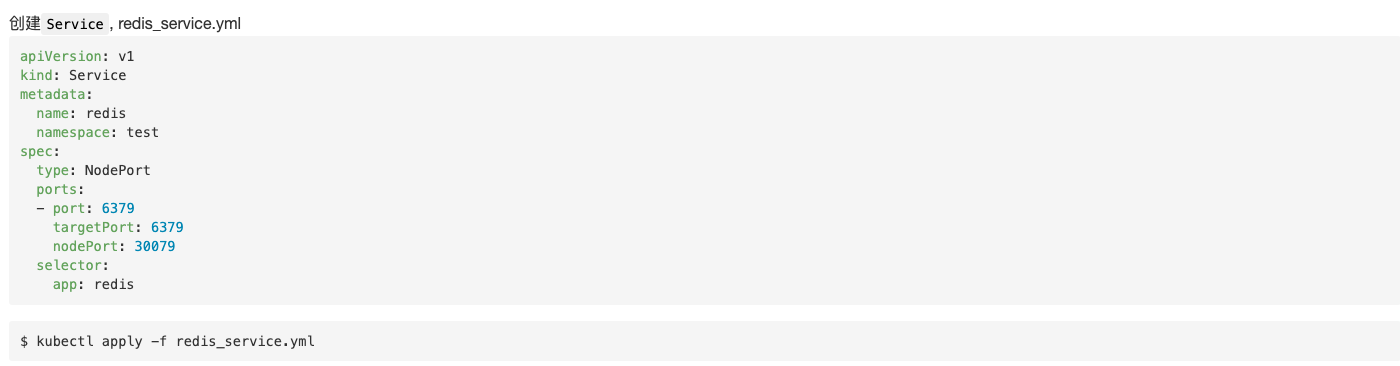 创建 Service , redis_service.yml
apiVersion: v1
kind: Service
metadata:
  name: redis
  namespace: test
spec:
  type: NodePort
  ports:
  - port: 6379
    targetPort: 6379
    nodePort: 30079
  selector:
    app: redis
$ kubectl apply -f redis_service.yml